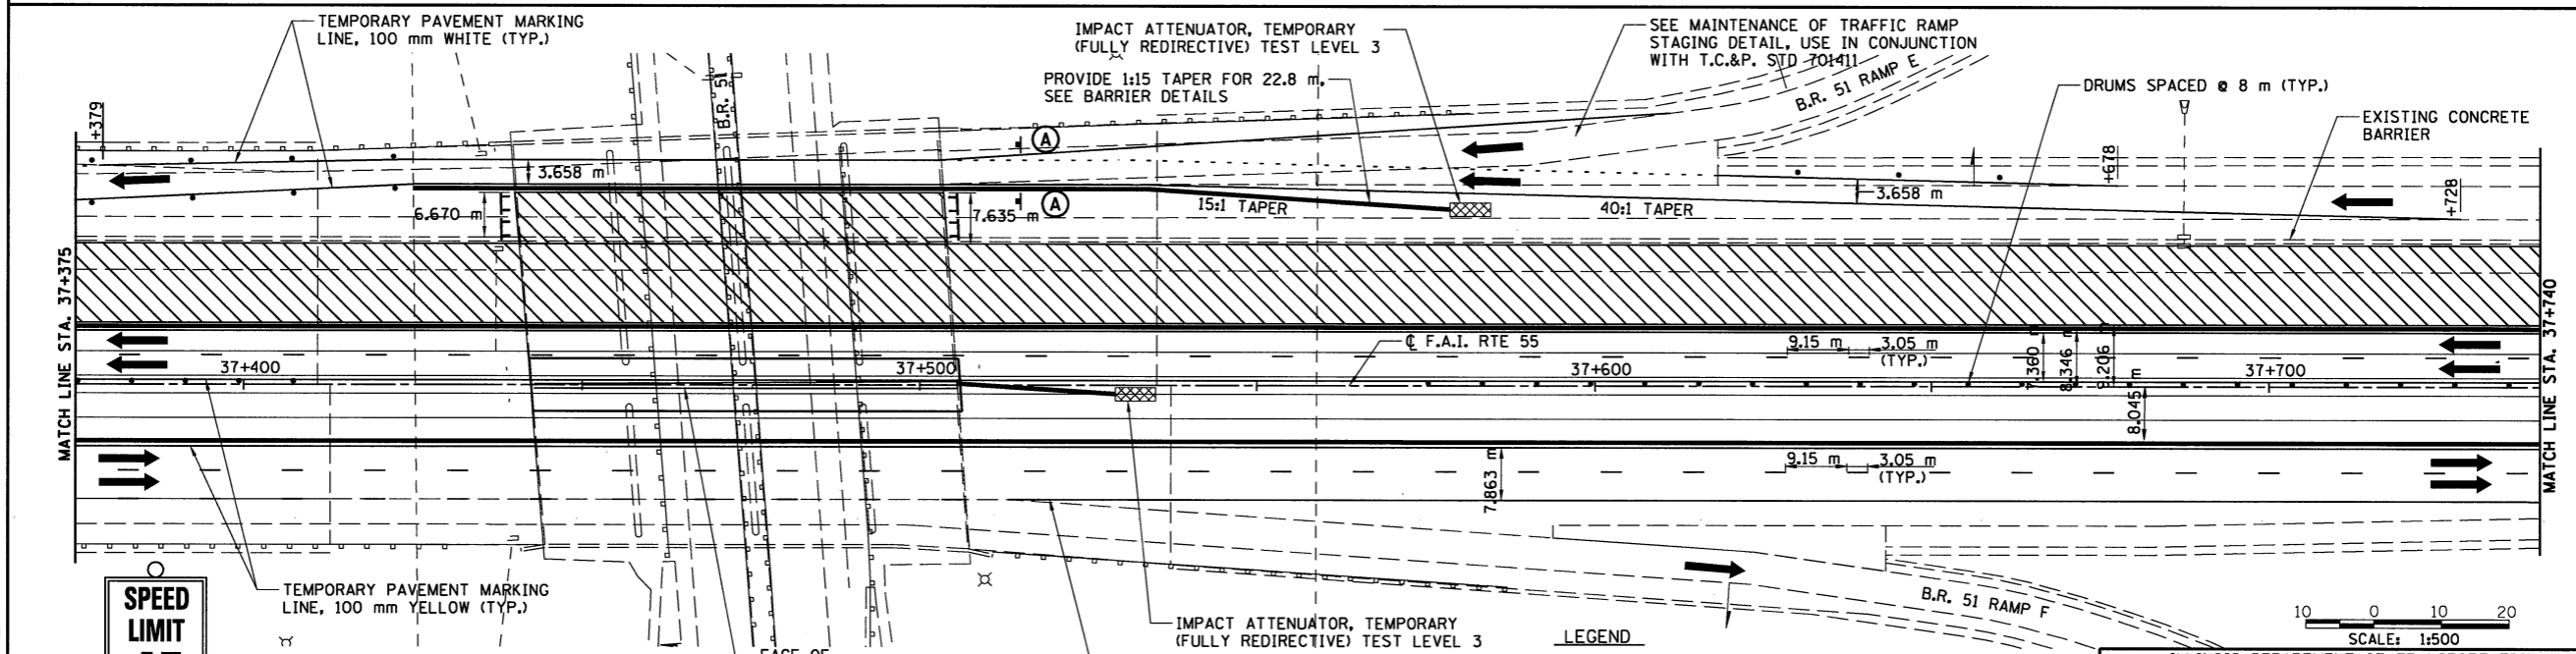 TEMPORARY PAVEMENT MARKING
LINE, 100 mm WHITE (TYP.)
IMPACT ATTENUATOR, TEMPORARY
(FULLY REDIRECTIVE) TEST LEVEL 3
PROVIDE 1:15 TAPER FOR 22.8 m,
SEE BARRIER DETAILS
SEE MAINTENANCE OF TRAFFIC RAMP
STAGING DETAIL, USE IN CONJUNCTION
WITH T.C.&P. STD 701411
B.R. 51 RAMP E
DRUMS SPACED @ 8 m (TYP.)
EXISTING CONCRETE
BARRIER
+379
B.R. 51
A
A
3.658 m
6.670 m
7.635 m
15:1 TAPER
40:1 TAPER
3.658 m
+678
+728
MATCH LINE STA. 37+375
MATCH LINE STA. 37+740
℄ F.A.I. RTE 55
9.15 m
3.05 m
(TYP.)
7.360 m
8.346 m
9.206 m
37+400
37+500
37+600
37+700
8.045 m
7.863 m
9.15 m
3.05 m
(TYP.)
SPEED
LIMIT
TEMPORARY PAVEMENT MARKING
LINE, 100 mm YELLOW (TYP.)
IMPACT ATTENUATOR, TEMPORARY
(FULLY REDIRECTIVE) TEST LEVEL 3
LEGEND
B.R. 51 RAMP F
10 0 10 20
SCALE: 1:500